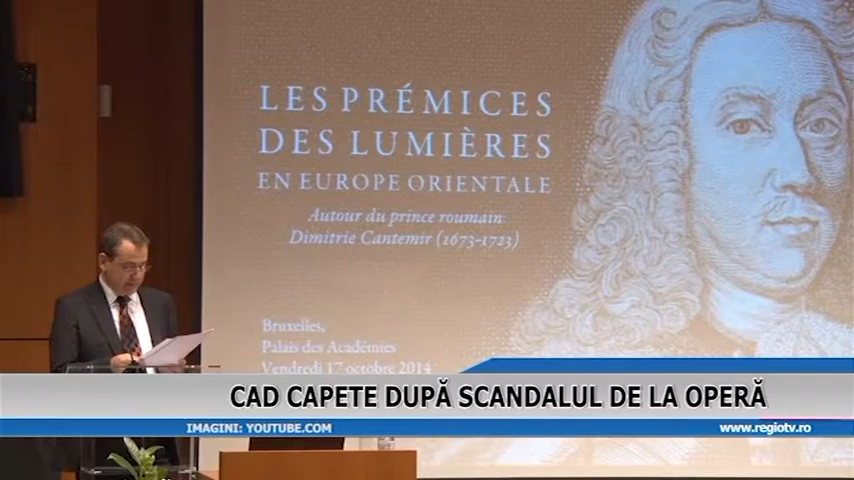 LES PRÉMICES
DES LUMIÈRES
EN EUROPE ORIENTALE
Autour du prince roumain
Dimitrie Cantemir (1673-1723)
Bruxelles,
Palais des Académies
Vendredi 17 octobre 2014
CAD CAPETE DUPĂ SCANDALUL DE LA OPERĂ
IMAGINI: YOUTUBE.COM
www.regiotv.ro